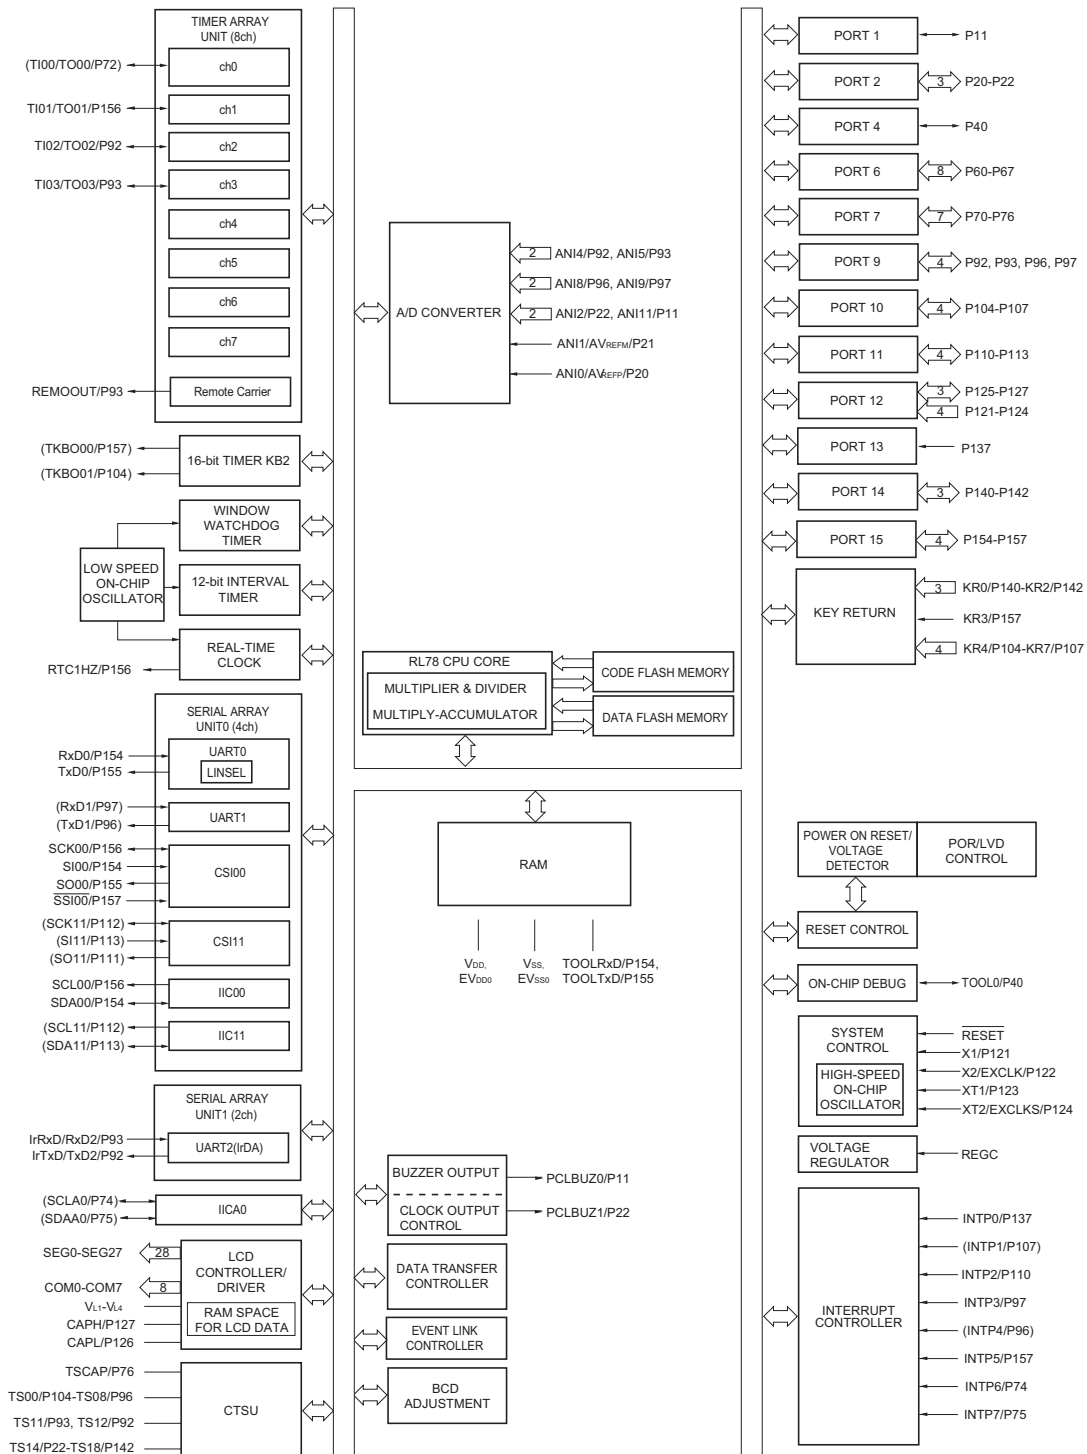 TIMER ARRAY
UNIT (8ch)
(TI00/TO00/P72)
ch0
TI01/TO01/P156
ch1
TI02/TO02/P92
ch2
TI03/TO03/P93
ch3
ch4
ch5
ch6
ch7
REMOOUT/P93
Remote Carrier
(TKBO00/P157)
(TKBO01/P104)
16-bit TIMER KB2
WINDOW
WATCHDOG
TIMER
LOW SPEED
ON-CHIP
OSCILLATOR
12-bit INTERVAL
TIMER
REAL-TIME
CLOCK
RTC1HZ/P156
SERIAL ARRAY
UNIT0 (4ch)
RxD0/P154
TxD0/P155
UART0
LINSEL
(RxD1/P97)
(TxD1/P96)
UART1
SCK00/P156
SI00/P154
SO00/P155
SSI00/P157
CSI00
(SCK11/P112)
(SI11/P113)
(SO11/P111)
CSI11
SCL00/P156
SDA00/P154
IIC00
(SCL11/P112)
(SDA11/P113)
IIC11
SERIAL ARRAY
UNIT1 (2ch)
IrRxD/RxD2/P93
IrTxD/TxD2/P92
UART2(IrDA)
(SCLA0/P74)
(SDAA0/P75)
IICA0
SEG0-SEG27
28
COM0-COM7
8
VL1-VL4
CAPH/P127
CAPL/P126
LCD
CONTROLLER/
DRIVER
RAM SPACE
FOR LCD DATA
TSCAP/P76
TS00/P104-TS08/P96
TS11/P93, TS12/P92
TS14/P22-TS18/P142
CTSU
A/D CONVERTER
2 ANI4/P92, ANI5/P93
2 ANI8/P96, ANI9/P97
2 ANI2/P22, ANI11/P11
ANI1/AVREFM/P21
ANI0/AVREFP/P20
RL78 CPU CORE
MULTIPLIER & DIVIDER
MULTIPLY-ACCUMULATOR
CODE FLASH MEMORY
DATA FLASH MEMORY
RAM
VDD,
EVDD0
VSS,
EVSS0
TOOLRxD/P154,
TOOLTxD/P155
BUZZER OUTPUT
PCLBUZ0/P11
CLOCK OUTPUT
CONTROL
PCLBUZ1/P22
DATA TRANSFER
CONTROLLER
EVENT LINK
CONTROLLER
BCD
ADJUSTMENT
PORT 1
P11
PORT 2
3 P20-P22
PORT 4
P40
PORT 6
8 P60-P67
PORT 7
7 P70-P76
PORT 9
4 P92, P93, P96, P97
PORT 10
4 P104-P107
PORT 11
4 P110-P113
PORT 12
3 P125-P127
4 P121-P124
PORT 13
P137
PORT 14
3 P140-P142
PORT 15
4 P154-P157
KEY RETURN
3 KR0/P140-KR2/P142
KR3/P157
4 KR4/P104-KR7/P107
POWER ON RESET/
VOLTAGE
DETECTOR
POR/LVD
CONTROL
RESET CONTROL
ON-CHIP DEBUG
TOOL0/P40
SYSTEM
CONTROL
HIGH-SPEED
ON-CHIP
OSCILLATOR
RESET
X1/P121
X2/EXCLK/P122
XT1/P123
XT2/EXCLKS/P124
VOLTAGE
REGULATOR
REGC
INTERRUPT
CONTROLLER
INTP0/P137
(INTP1/P107)
INTP2/P110
INTP3/P97
(INTP4/P96)
INTP5/P157
INTP6/P74
INTP7/P75